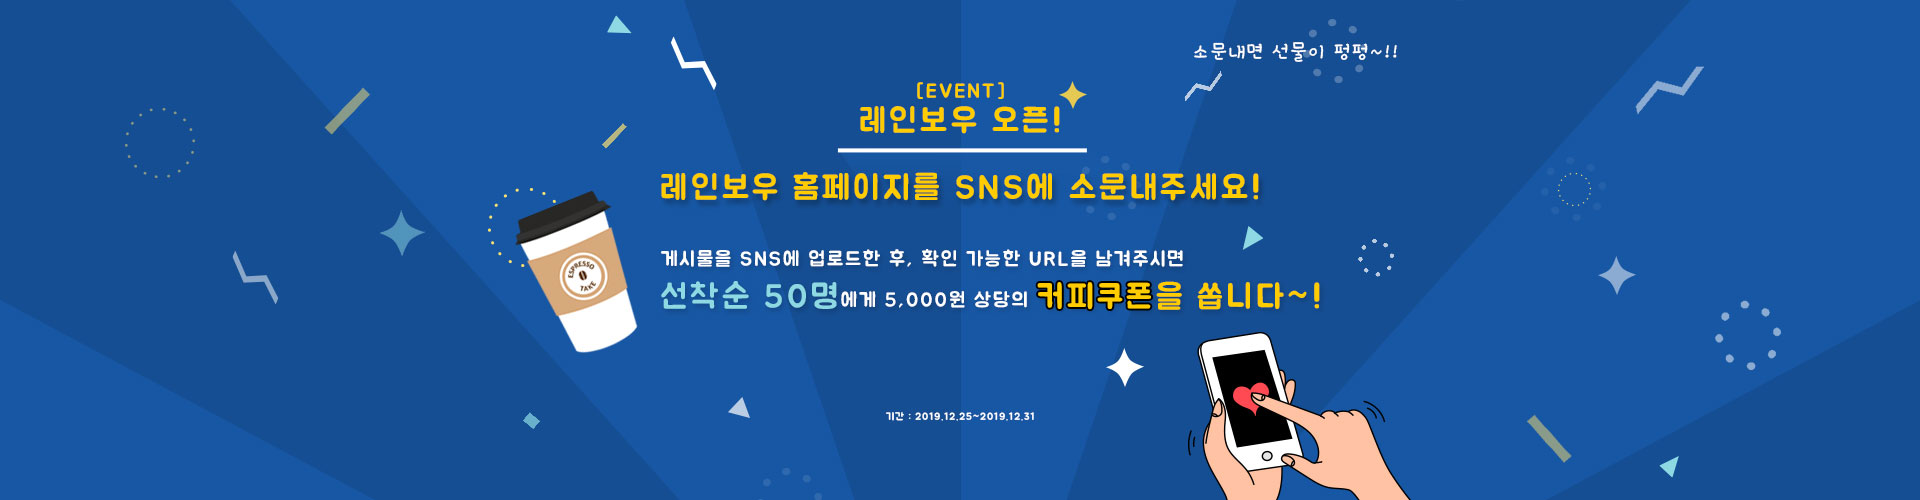 소문내면 선물이 펑펑~!!
[EVENT]
레인보우 오픈!
레인보우 홈페이지를 SNS에 소문내주세요!
게시물을 SNS에 업로드한 후, 확인 가능한 URL을 남겨주시면
선착순 50명에게 5,000원 상당의 커피쿠폰을 쏩니다~!
ESPRESSO
TAKE
기간 : 2019.12.25~2019.12.31